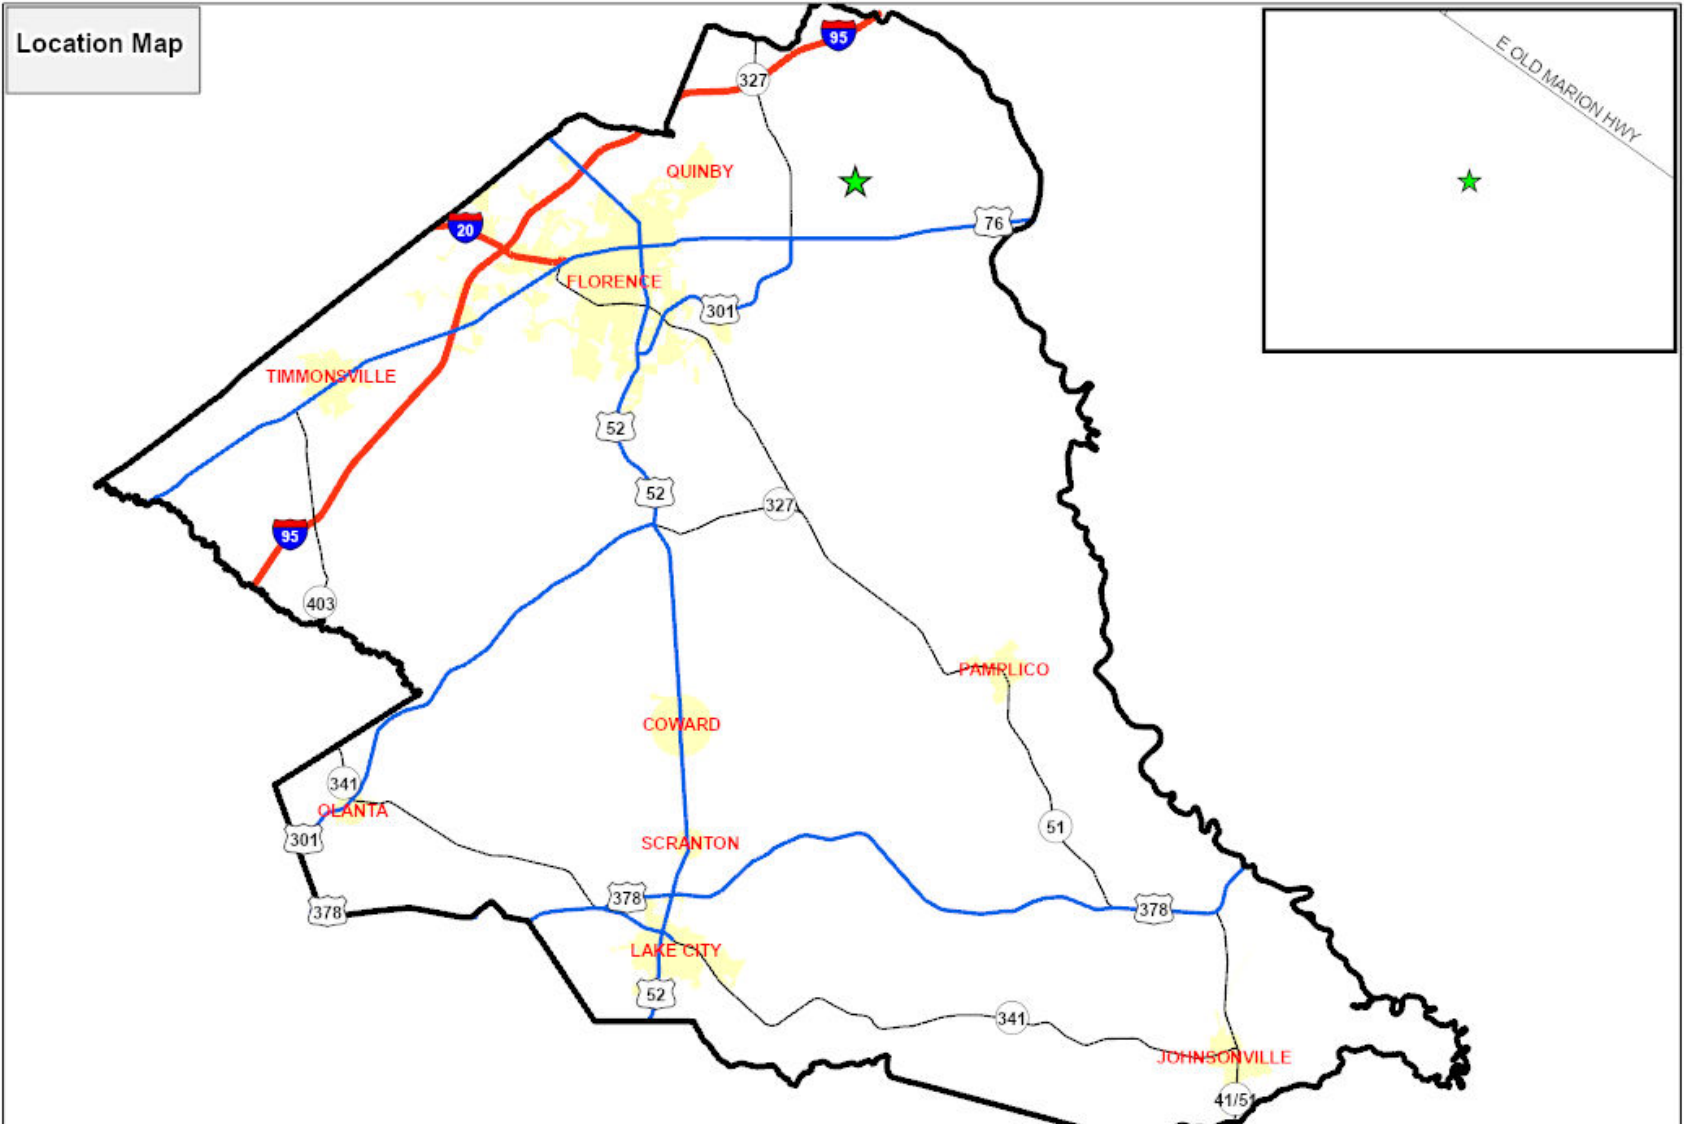 Location Map
95
327
E OLD MARION HWY
QUINBY
20
76
FLORENCE
301
TIMMONSVILLE
52
52
327
95
403
PAMPLICO
COWARD
341
OLANTA
301
51
SCRANTON
378
378
378
LAKE CITY
52
341
JOHNSONVILLE
41/51